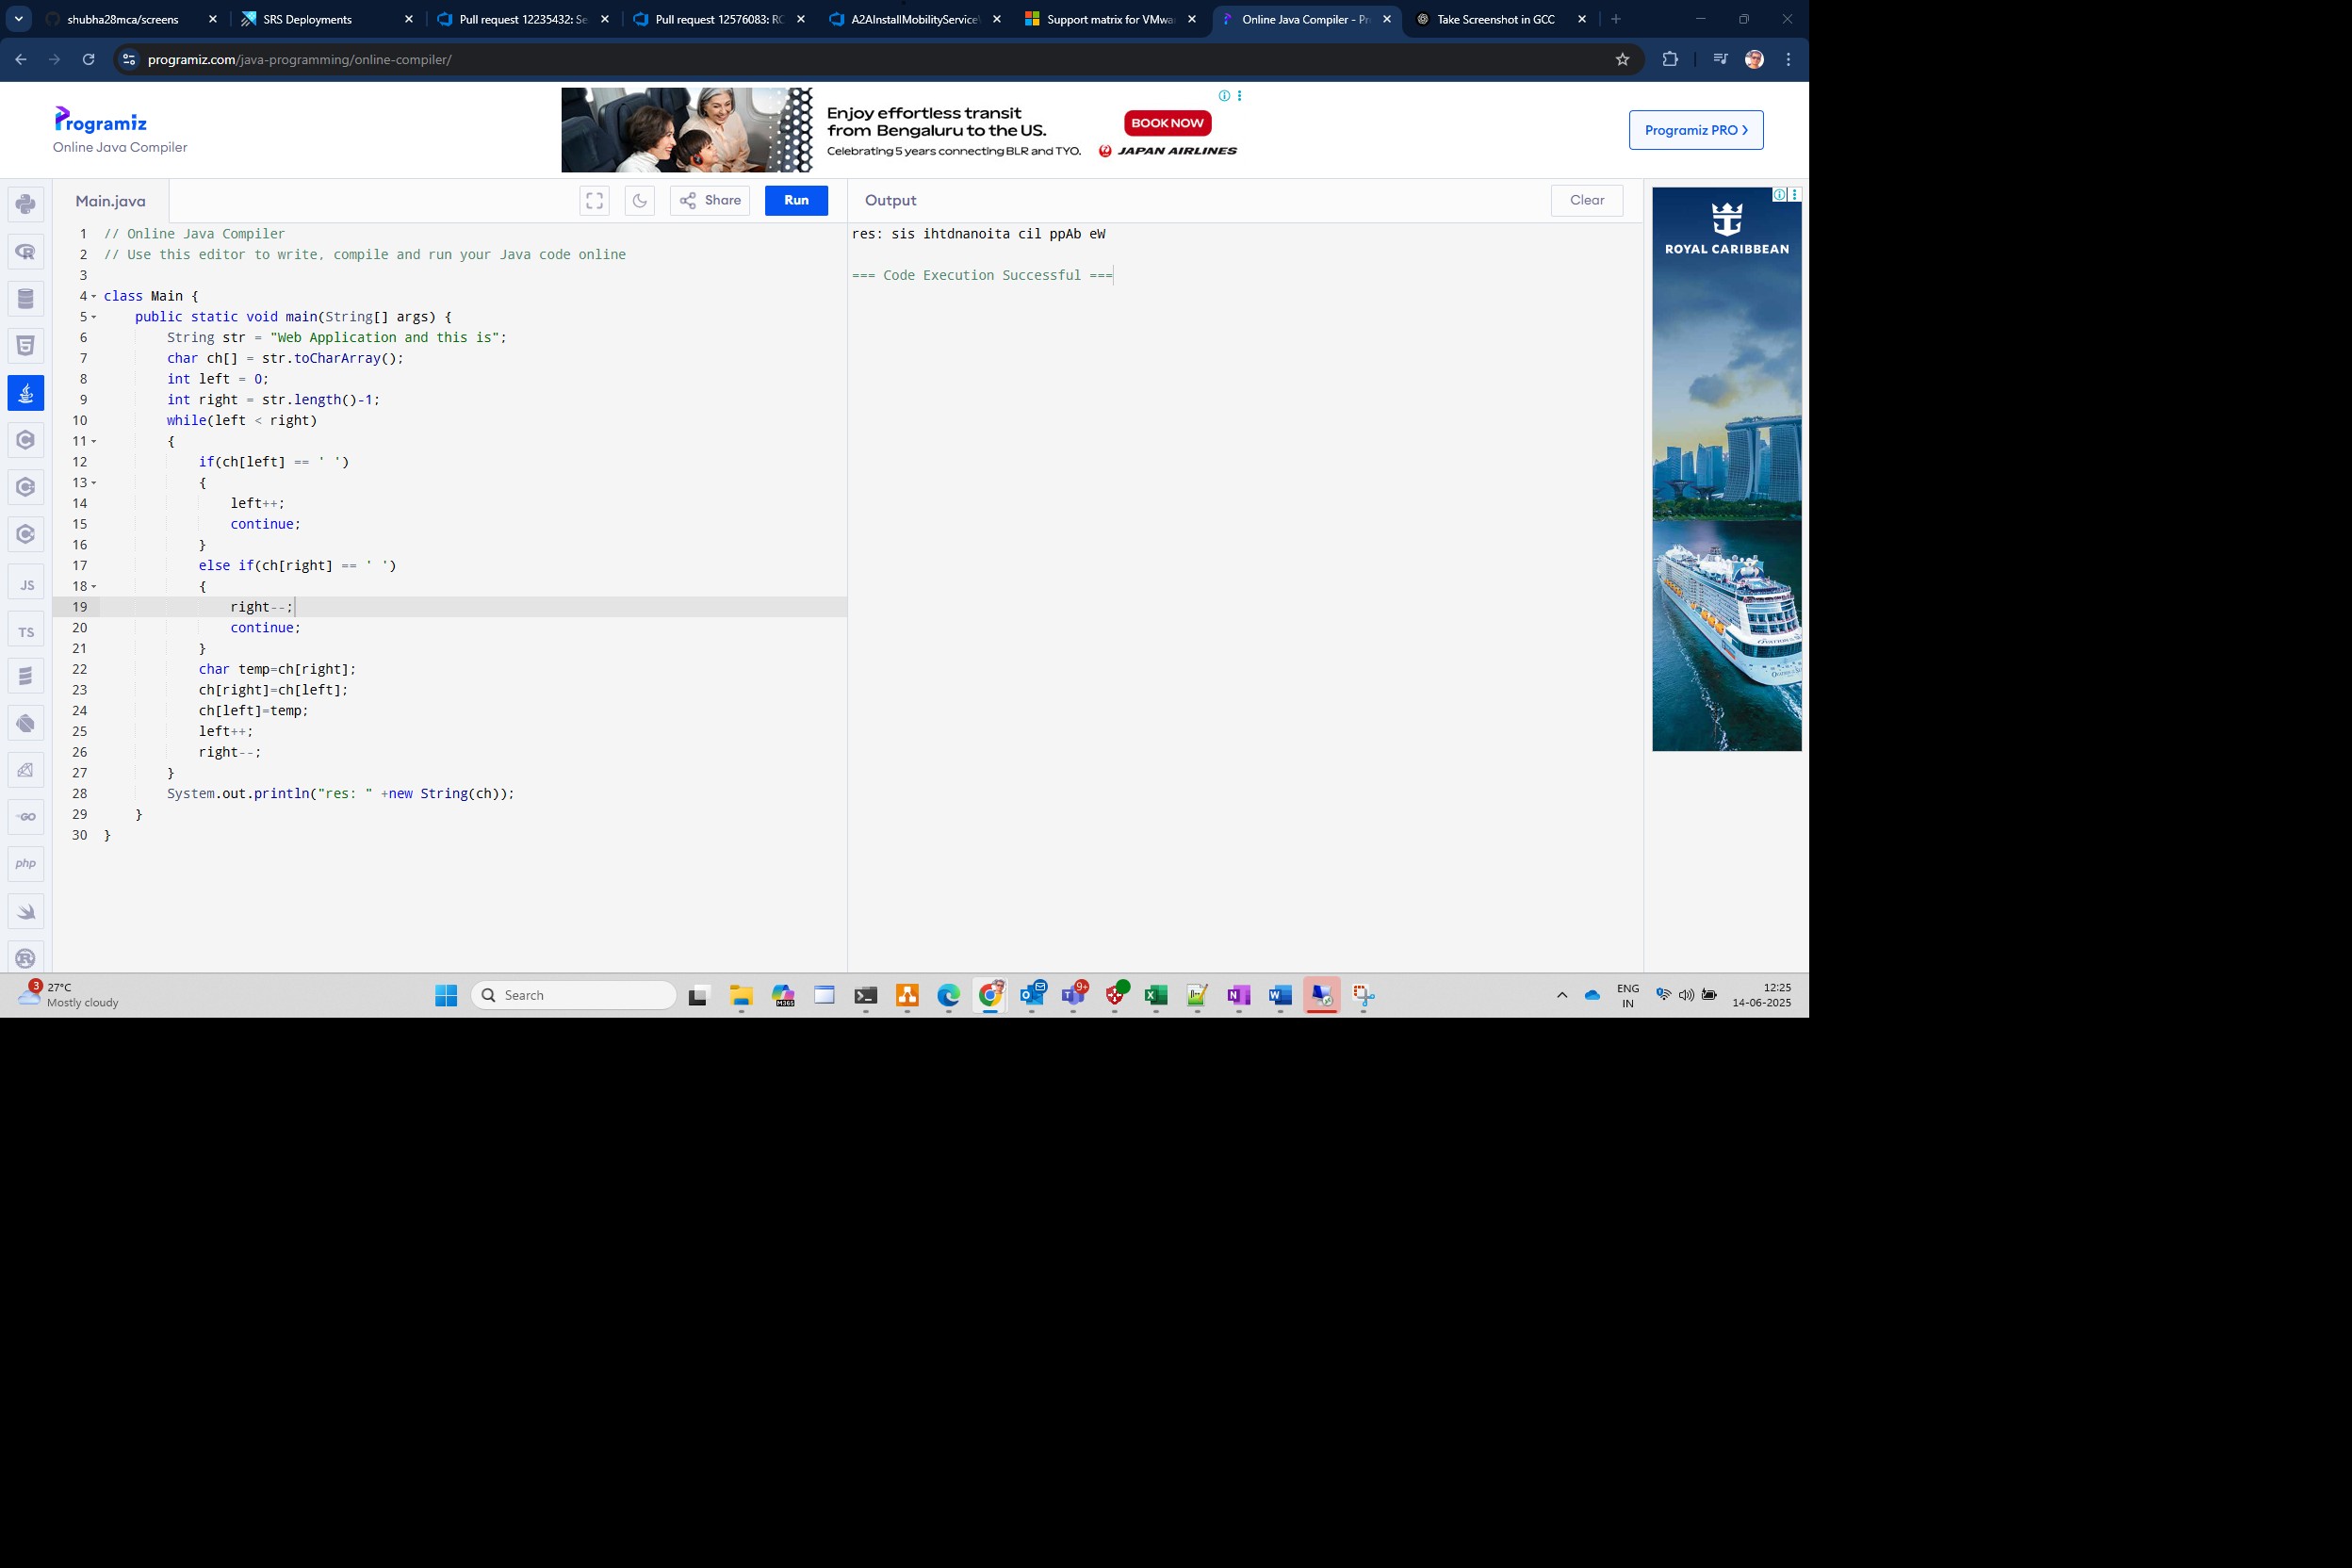 shubha28mca/screens
SRS Deployments
Pull request 12235432: Se
Pull request 12576083: RC
A2AInstallMobilityService
Support matrix for VMwa
Online Java Compiler - Pr
Take Screenshot in GCC
programiz.com/java-programming/online-compiler/
Programiz
Online Java Compiler
Enjoy effortless transit
from Bengaluru to the US.
Celebrating 5 years connecting BLR and TYO.
BOOK NOW
JAPAN AIRLINES
Programiz PRO
Main.java
Share
Run
Output
Clear
1 // Online Java Compiler
2 // Use this editor to write, compile and run your Java code online
3
4 class Main {
5 public static void main(String[] args) {
6 String str = "Web Application and this is";
7 char ch[] = str.toCharArray();
8 int left = 0;
9 int right = str.length()-1;
10 while(left < right)
11 {
12 if(ch[left] == ' ')
13 {
14 left++;
15 continue;
16 }
17 else if(ch[right] == ' ')
18 {
19 right--;
20 continue;
21 }
22 char temp=ch[right];
23 ch[right]=ch[left];
24 ch[left]=temp;
25 left++;
26 right--;
27 }
28 System.out.println("res: " +new String(ch));
29 }
30 }
res: sis ihtdnanoita cil ppAb eW
=== Code Execution Successful ===
ROYAL CARIBBEAN
JS
TS
GO
php
3
27°C
Mostly cloudy
Search
M365
9+
ENG
IN
12:25
14-06-2025